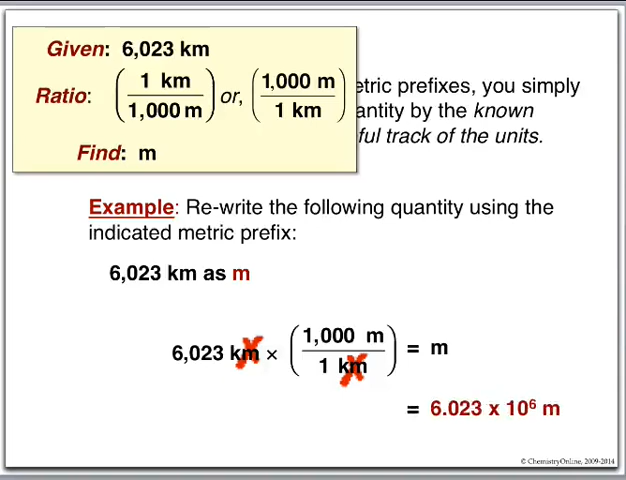 Given: 6,023 km
Ratio: (1 km / 1,000 m) or, (1,000 m / 1 km)
Find: m
etric prefixes, you simply
antity by the known
ful track of the units.
Example: Re-write the following quantity using the
indicated metric prefix:
6,023 km as m
6,023 km × (1,000 m / 1 km) = m
= 6.023 x 10⁶ m
© ChemistryOnline, 2009-2014